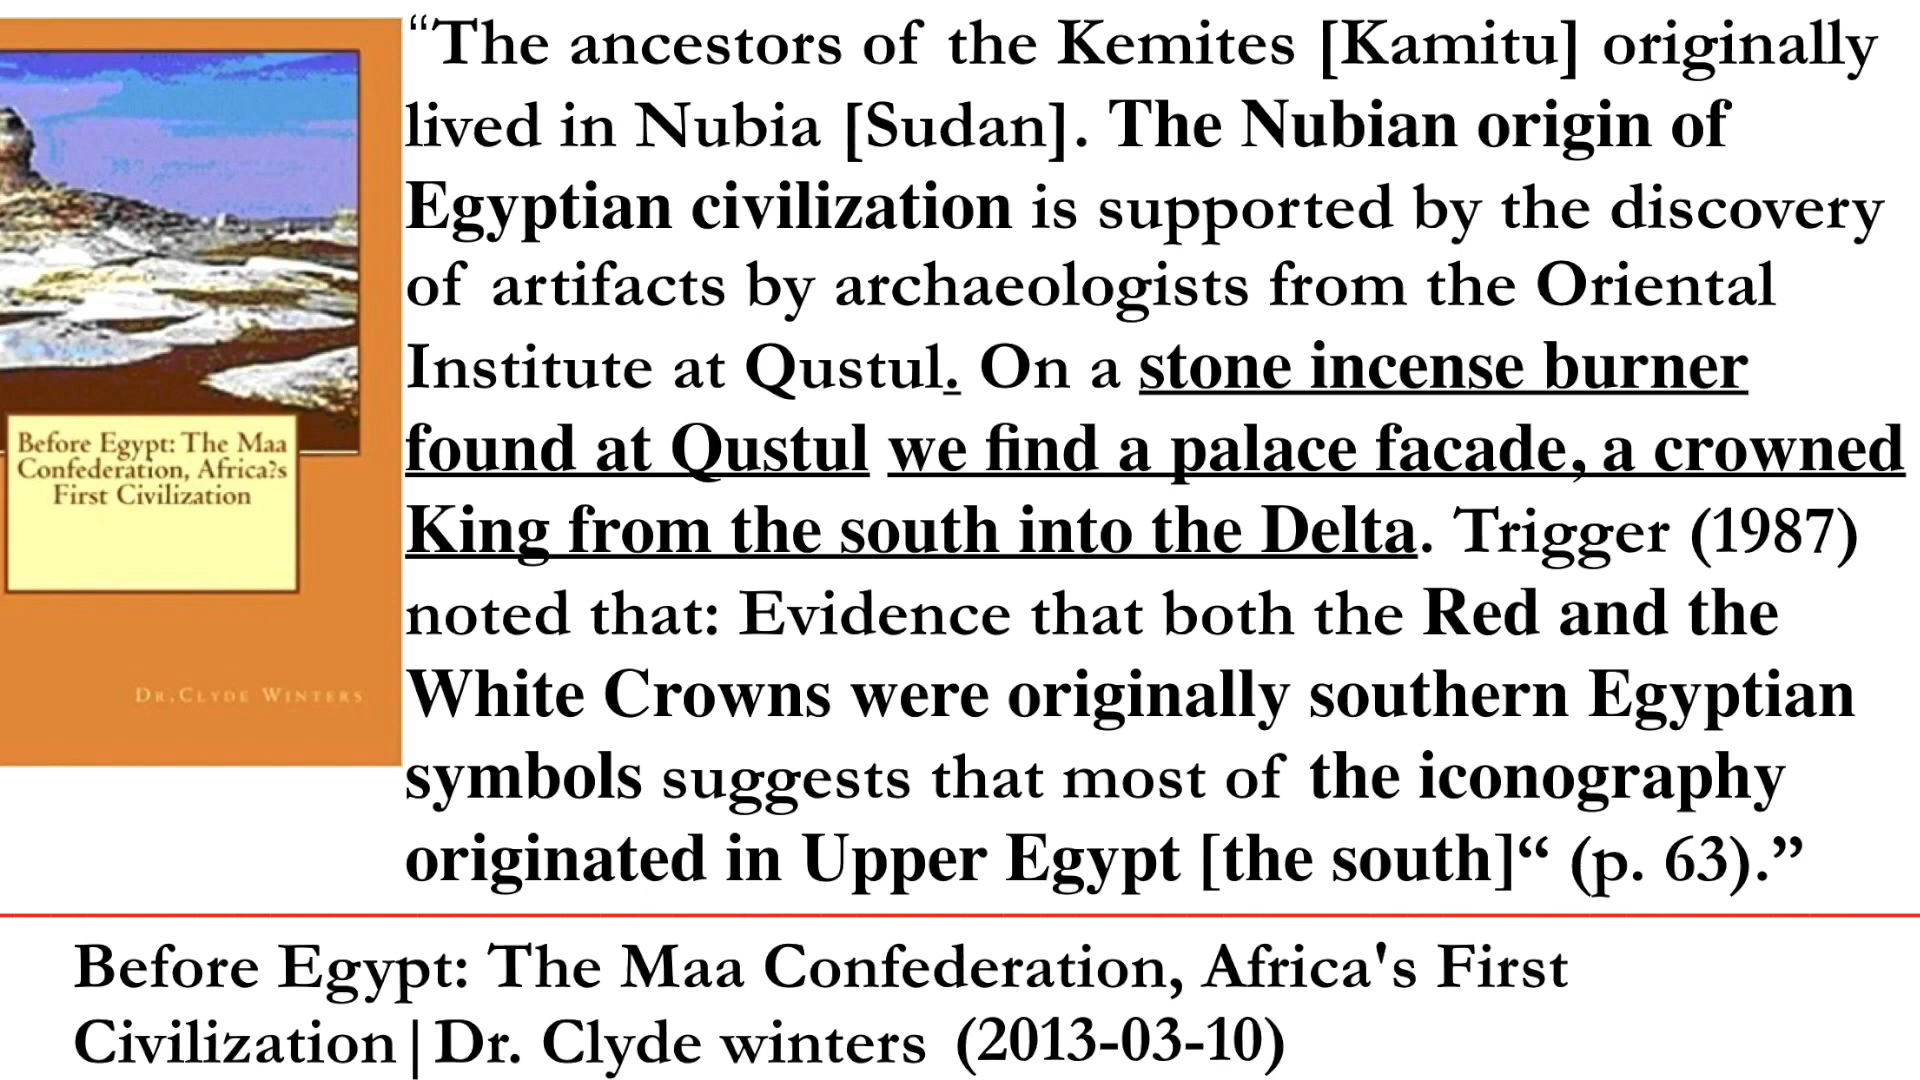 “The ancestors of the Kemites [Kamitu] originally
lived in Nubia [Sudan]. The Nubian origin of
Egyptian civilization is supported by the discovery
of artifacts by archaeologists from the Oriental
Institute at Qustul. On a stone incense burner
found at Qustul we find a palace facade, a crowned
King from the south into the Delta. Trigger (1987)
noted that: Evidence that both the Red and the
White Crowns were originally southern Egyptian
symbols suggests that most of the iconography
originated in Upper Egypt [the south]“ (p. 63).”
Before Egypt: The Maa
Confederation, Africa?s
First Civilization
Dr.Clyde Winters
Before Egypt: The Maa Confederation, Africa's First
Civilization|Dr. Clyde winters (2013-03-10)